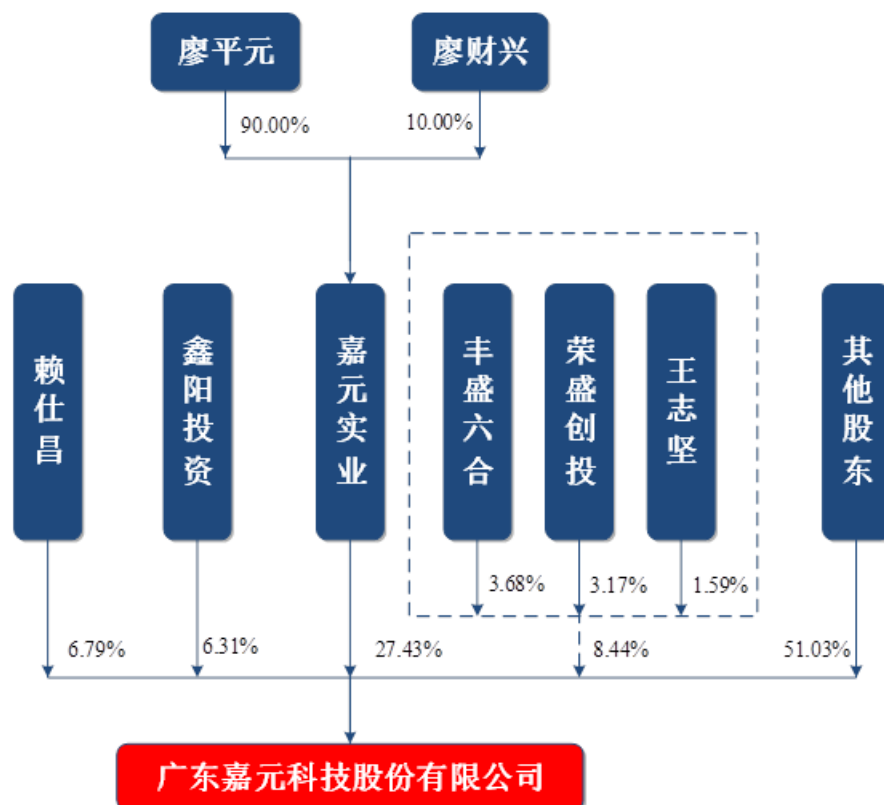 廖平元
廖财兴
90.00%
10.00%
赖仕昌
鑫阳投资
嘉元实业
丰盛六合
荣盛创投
王志坚
其他股东
3.68%
3.17%
1.59%
6.79%
6.31%
27.43%
8.44%
51.03%
广东嘉元科技股份有限公司